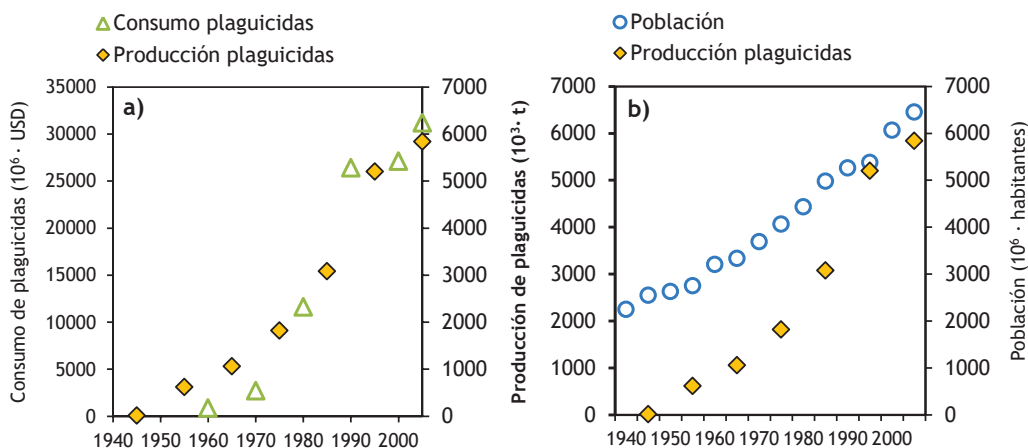 Consumo plaguicidas
Producción plaguicidas
a)
Consumo de plaguicidas (10⁶ · USD)
35000
30000
25000
20000
15000
10000
5000
0
7000
6000
5000
4000
3000
2000
1000
0
1940 1950 1960 1970 1980 1990 2000
Población
Producción plaguicidas
b)
Producción de plaguicidas (10³· t)
7000
6000
5000
4000
3000
2000
1000
0
7000
6000
5000
4000
3000
2000
1000
0
Población (10⁶ · habitantes)
1940 1950 1960 1970 1980 1990 2000